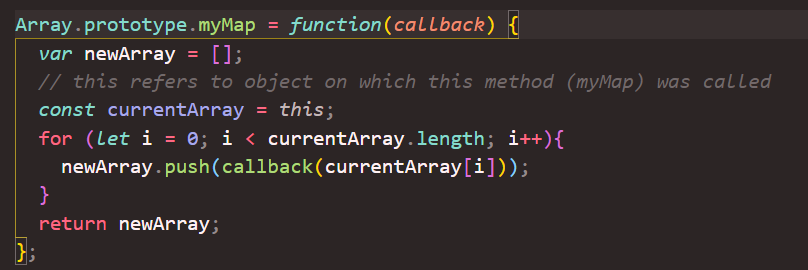 Array.prototype.myMap = function(callback) {
  var newArray = [];
  // this refers to object on which this method (myMap) was called
  const currentArray = this;
  for (let i = 0; i < currentArray.length; i++){
    newArray.push(callback(currentArray[i]));
  }
  return newArray;
};